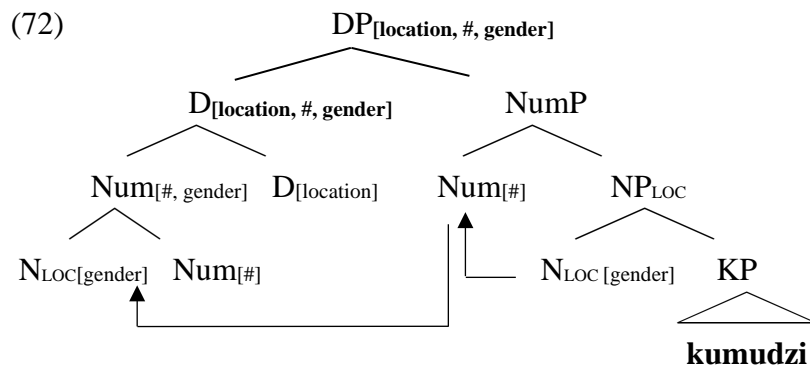 (72) DP[location, #, gender]
D[location, #, gender] NumP
Num[#, gender] D[location] Num[#] NPLOC
NLOC[gender] Num[#] NLOC [gender] KP
kumudzi